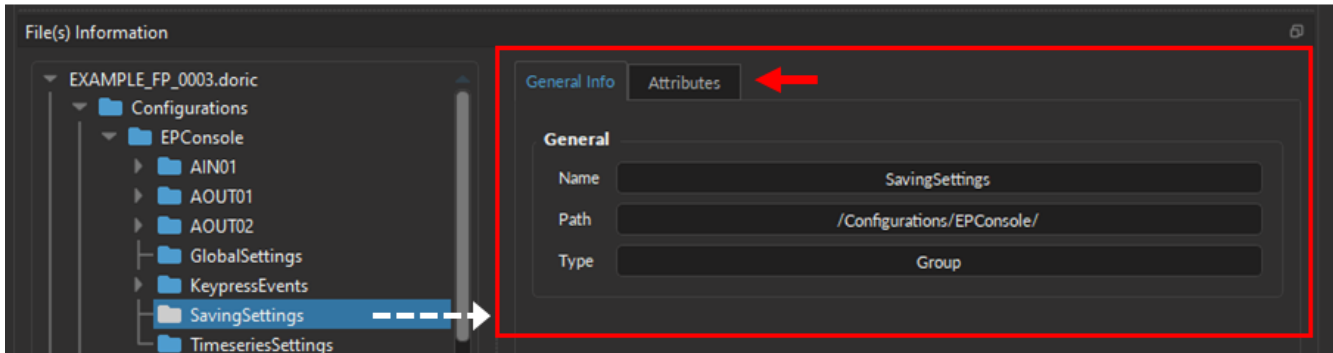 File(s) Information
EXAMPLE_FP_0003.doric
Configurations
EPConsole
AIN01
AOUT01
AOUT02
GlobalSettings
KeypressEvents
SavingSettings
TimeseriesSettings
General Info
Attributes
General
Name
SavingSettings
Path
/Configurations/EPConsole/
Type
Group